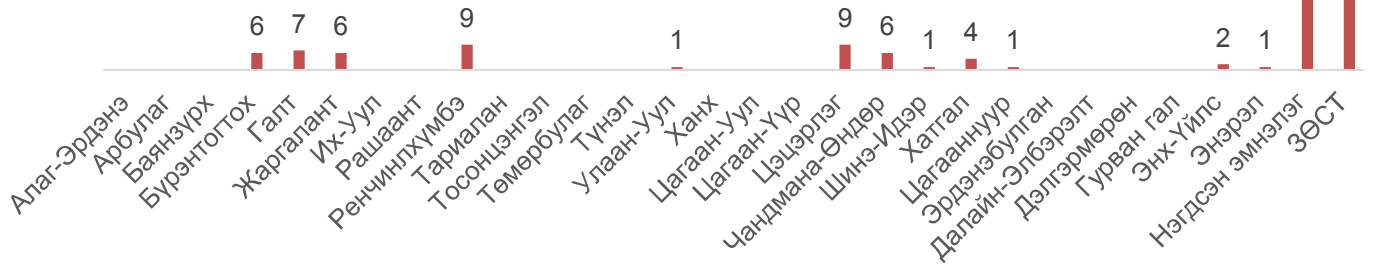 6
7
6
9
1
9
6
1
4
1
2
1
Алаг-Эрдэнэ
Арбулаг
Баянзүрх
Бүрэнтогтох
Галт
Жаргалант
Их-Уул
Рашаант
Ренчинлхүмбэ
Тариалан
Тосонцэнгэл
Төмөрбулаг
Түнэл
Улаан-Уул
Ханх
Цагаан-Уул
Цагаан-Үүр
Цэцэрлэг
Чандмана-Өндөр
Шинэ-Идэр
Хатгал
Цагааннуур
Эрдэнэбулган
Далайн-Элбэрэлт
Дэлгэрмөрөн
Гурван гал
Энх-Үйлс
Энэрэл
Нэгдсэн эмнэлэг
ЗӨСТ